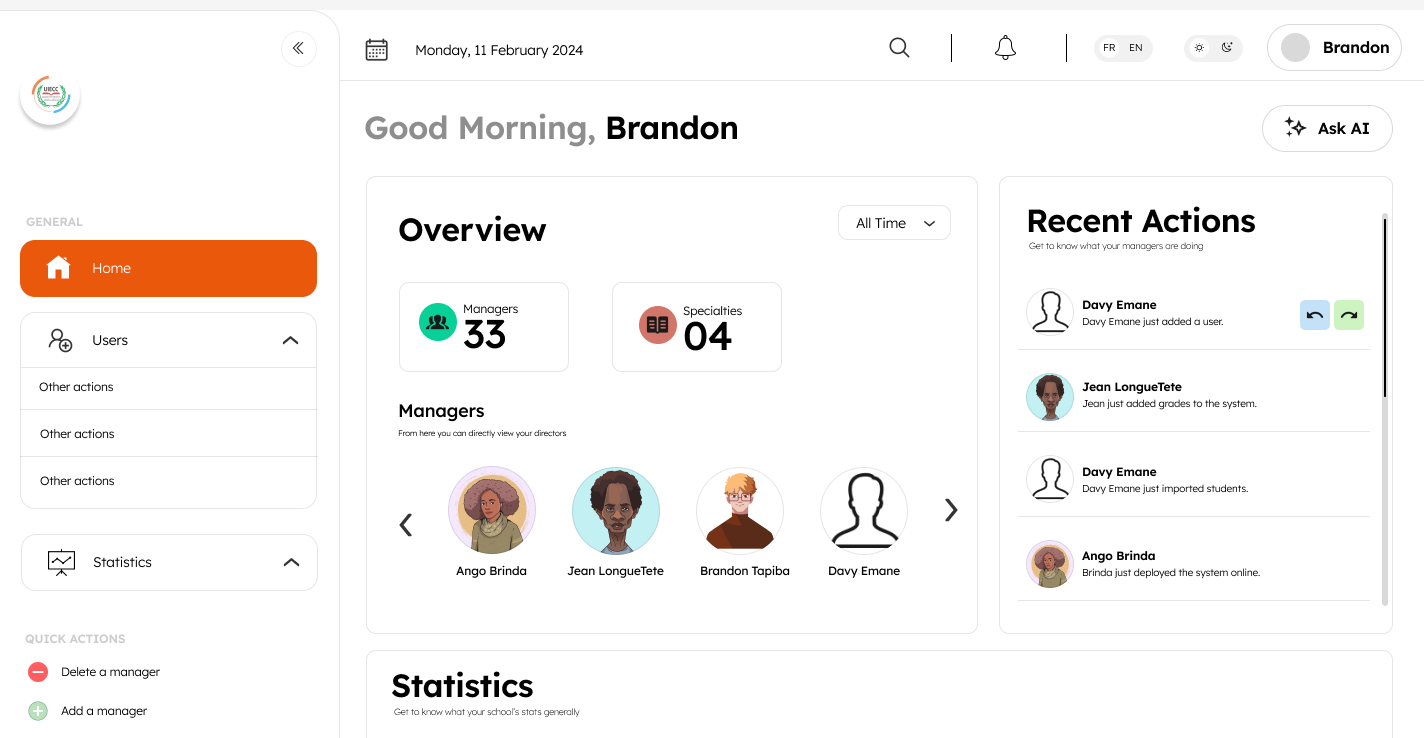 Monday, 11 February 2024
FR EN
Brandon
UIECC
Good Morning, Brandon
Ask AI
GENERAL
Home
Users
Other actions
Other actions
Other actions
Statistics
QUICK ACTIONS
Delete a manager
Add a manager
Overview
All Time
Managers
33
Specialties
04
Managers
From here you can directly view your directors
Ango Brinda
Jean LongueTete
Brandon Tapiba
Davy Emane
Recent Actions
Get to know what your managers are doing
Davy Emane
Davy Emane just added a user.
Jean LongueTete
Jean just added grades to the system.
Davy Emane
Davy Emane just imported students.
Ango Brinda
Brinda just deployed the system online.
Statistics
Get to know what your school's stats generally